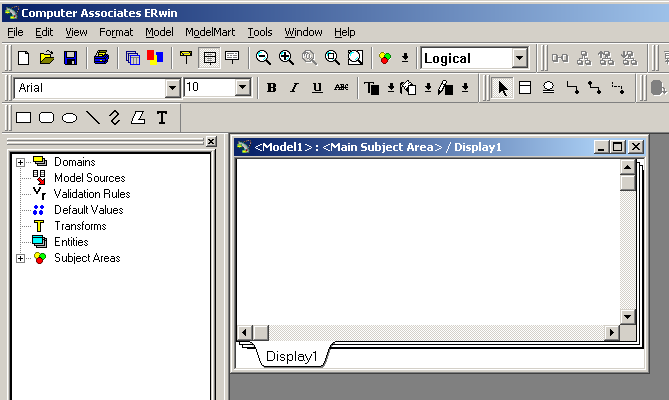 Computer Associates ERwin
File Edit View Format Model ModelMart Tools Window Help
Logical
Arial 10 B I U ABC
T
Domains
Model Sources
Validation Rules
Default Values
Transforms
Entities
Subject Areas
<Model1> : <Main Subject Area> / Display1
Display1